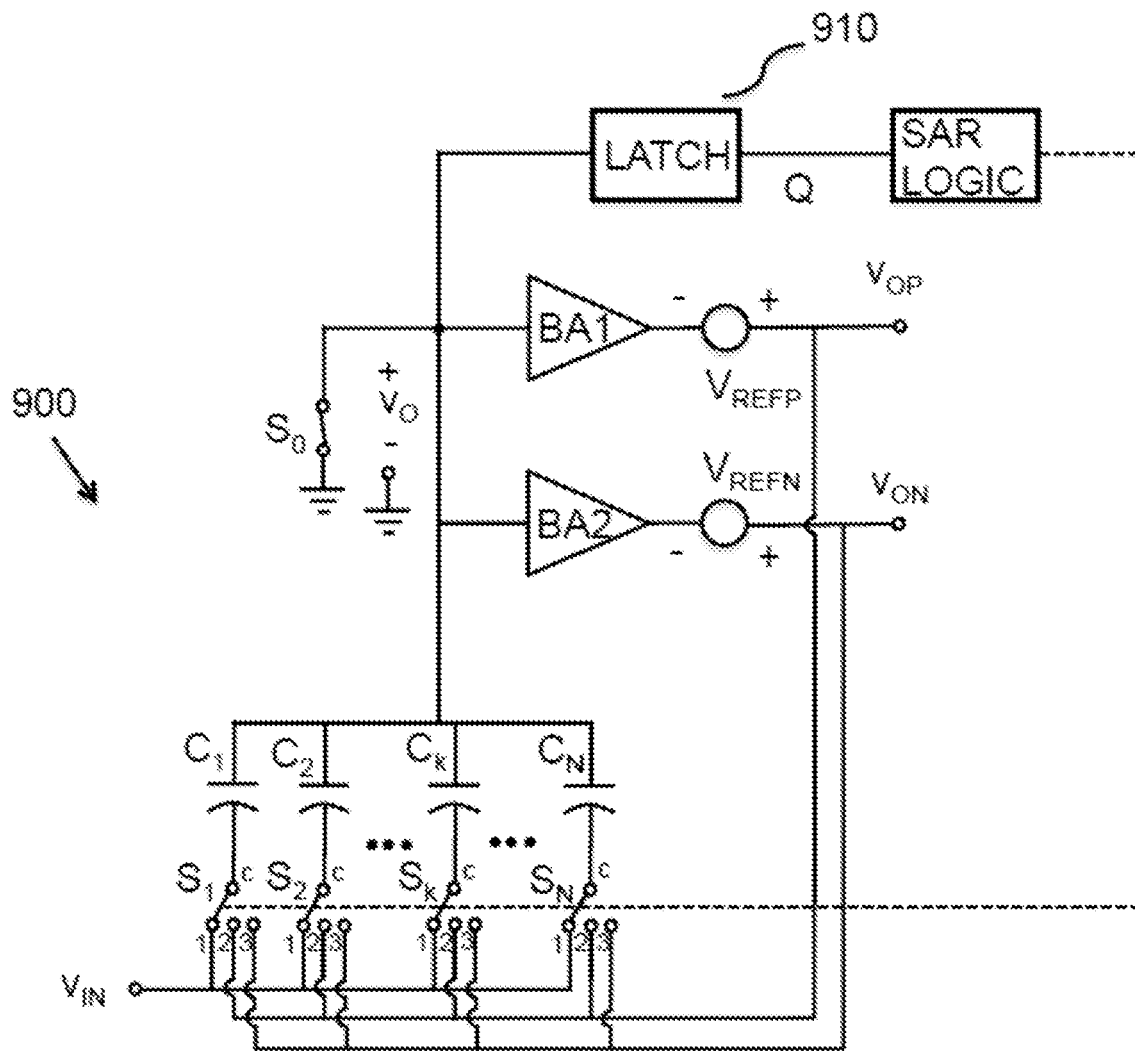 910
LATCH
Q
SAR
LOGIC
BA1
- +
V_REFP
V_OP
900
S_0
+
V_O
-
BA2
- +
V_REFN
V_ON
C_1 C_2 C_k C_N
••• •••
S_1 c S_2 c S_k c S_N c
1 2 3 1 2 3 1 2 3 1 2 3
V_IN